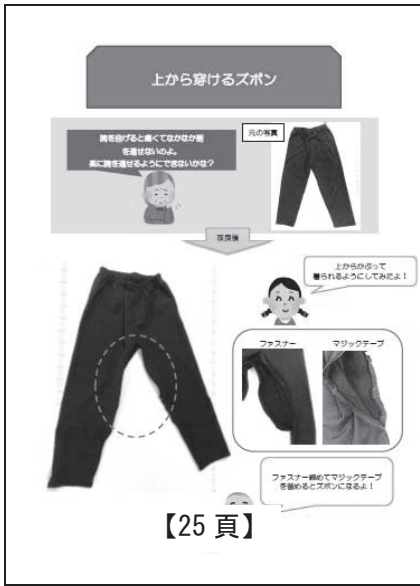 上から穿けるズボン
元の写真
腕を曲げると痛くてなかなか袖
を通せないのよ。
楽に腕を通せるようにできないかな?
改良後
上からかぶって
着られるようにしてみたよ!
ファスナー
マジックテープ
ファスナー締めてマジックテープ
を留めるとズボンになるよ!
【25 頁】